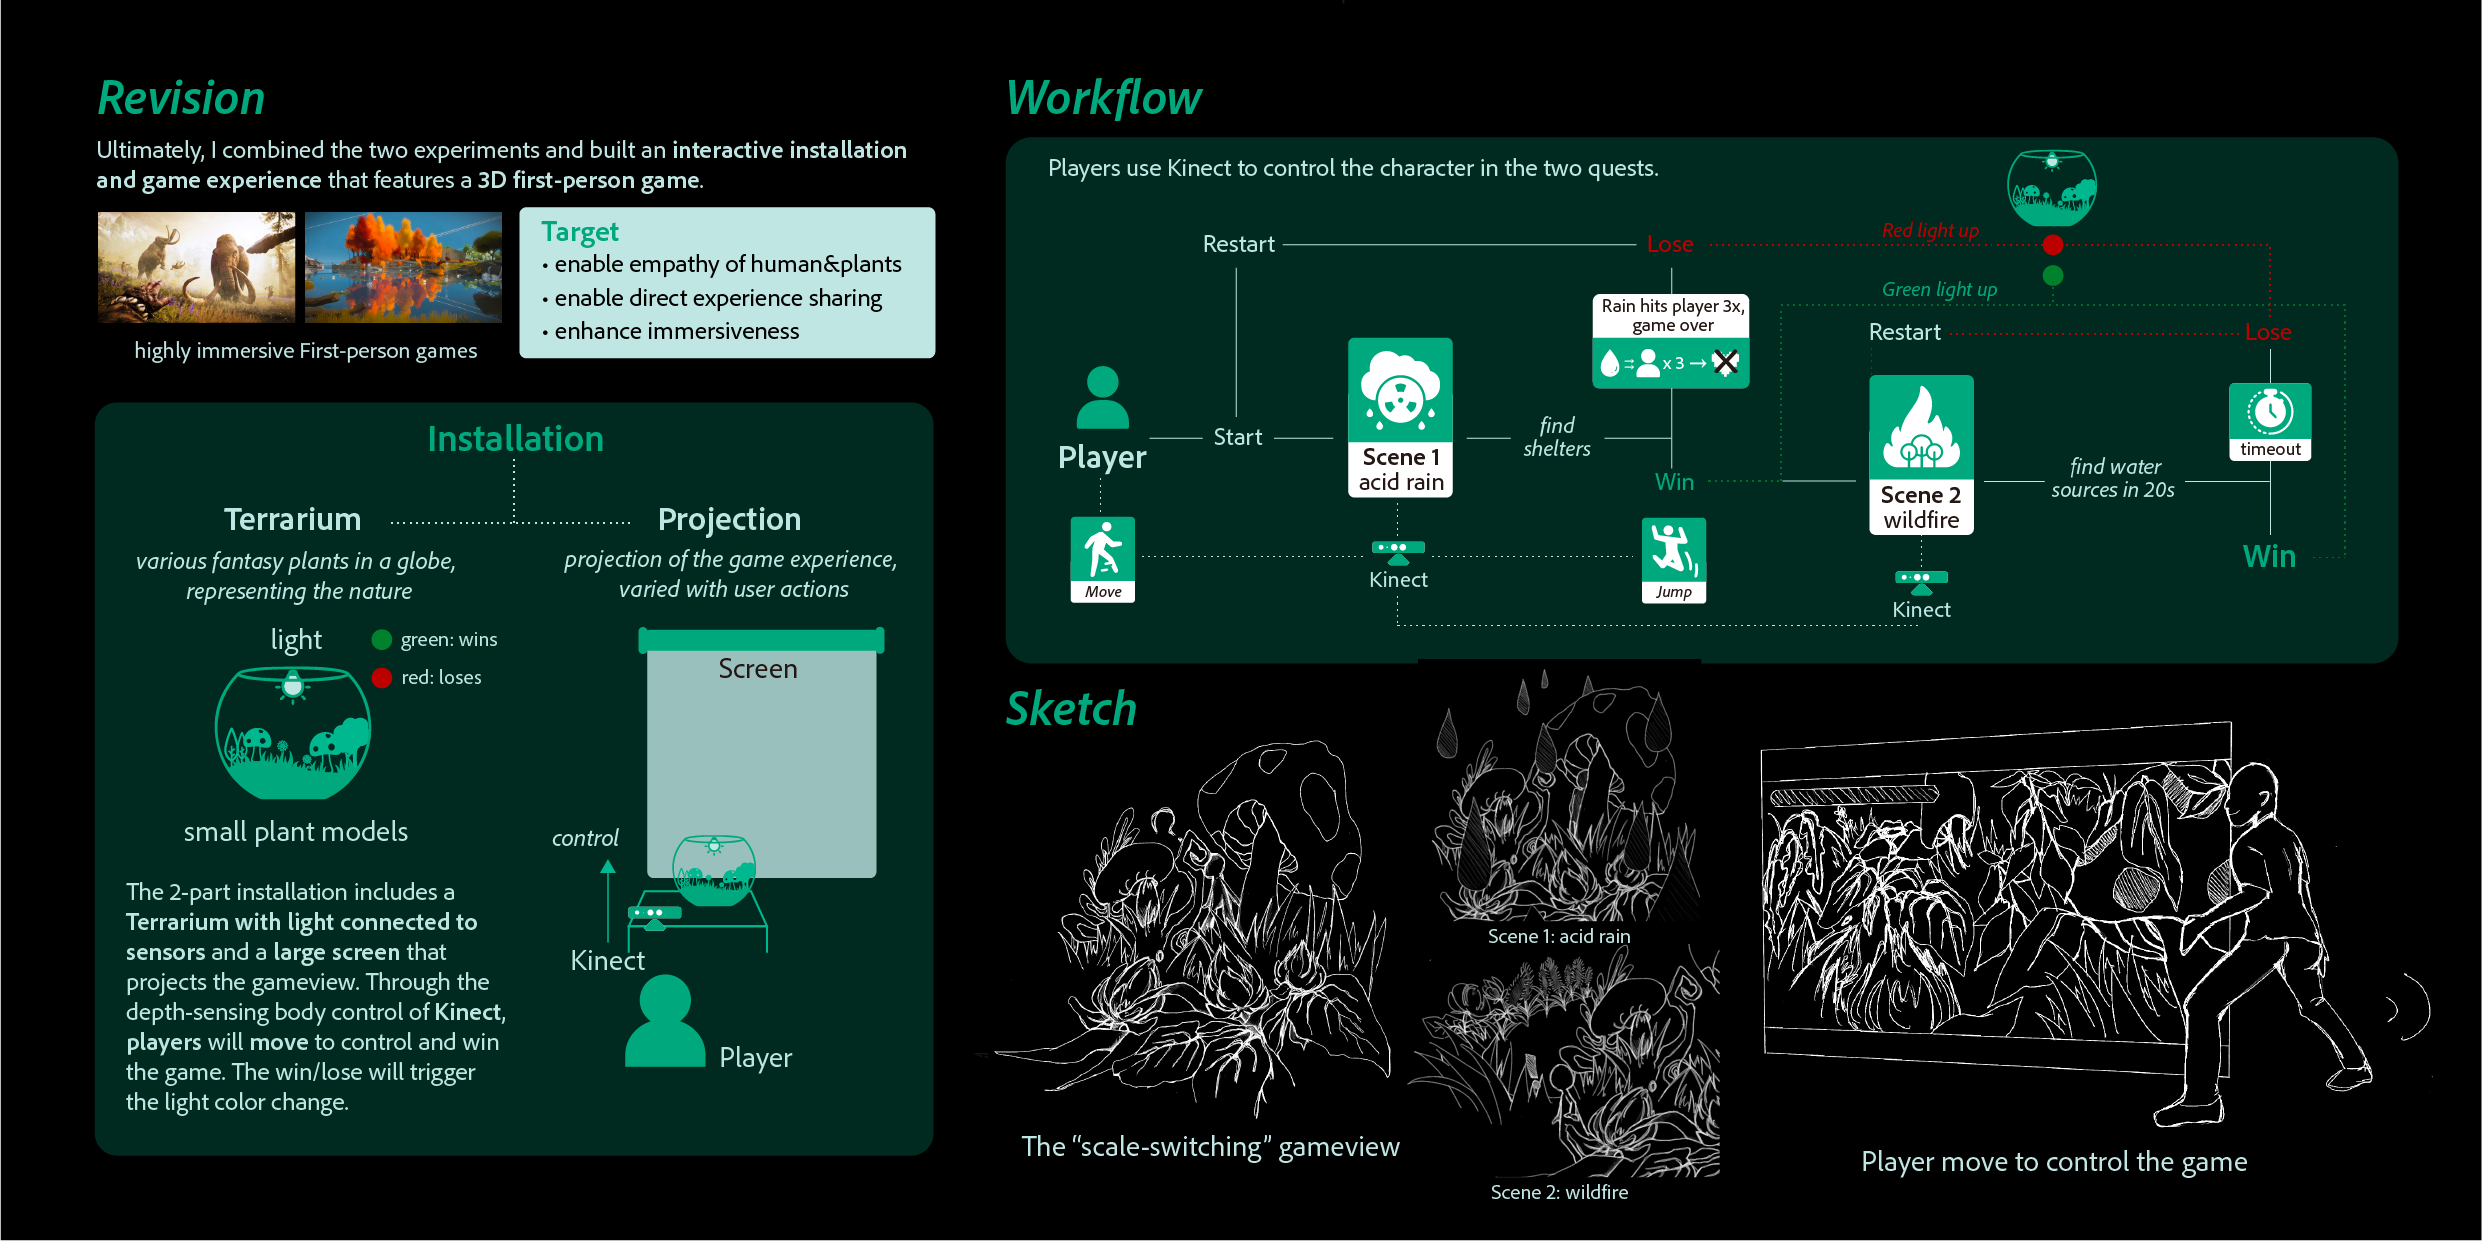 Revision
Ultimately, I combined the two experiments and built an interactive installation
and game experience that features a 3D first-person game.
highly immersive First-person games
Target
• enable empathy of human&plants
• enable direct experience sharing
• enhance immersiveness
Installation
Terrarium
various fantasy plants in a globe,
representing the nature
light
green: wins
red: loses
small plant models
The 2-part installation includes a
Terrarium with light connected to
sensors and a large screen that
projects the gameview. Through the
depth-sensing body control of Kinect,
players will move to control and win
the game. The win/lose will trigger
the light color change.
Projection
projection of the game experience,
varied with user actions
Screen
control
Kinect
Player
Workflow
Players use Kinect to control the character in the two quests.
Restart
Lose
Red light up
Green light up
Rain hits player 3x,
game over
x 3
Restart
Lose
Player
Start
Scene 1
acid rain
find
shelters
Win
Scene 2
wildfire
find water
sources in 20s
timeout
Win
Move
Kinect
Jump
Kinect
Sketch
The “scale-switching” gameview
Scene 1: acid rain
Scene 2: wildfire
Player move to control the game